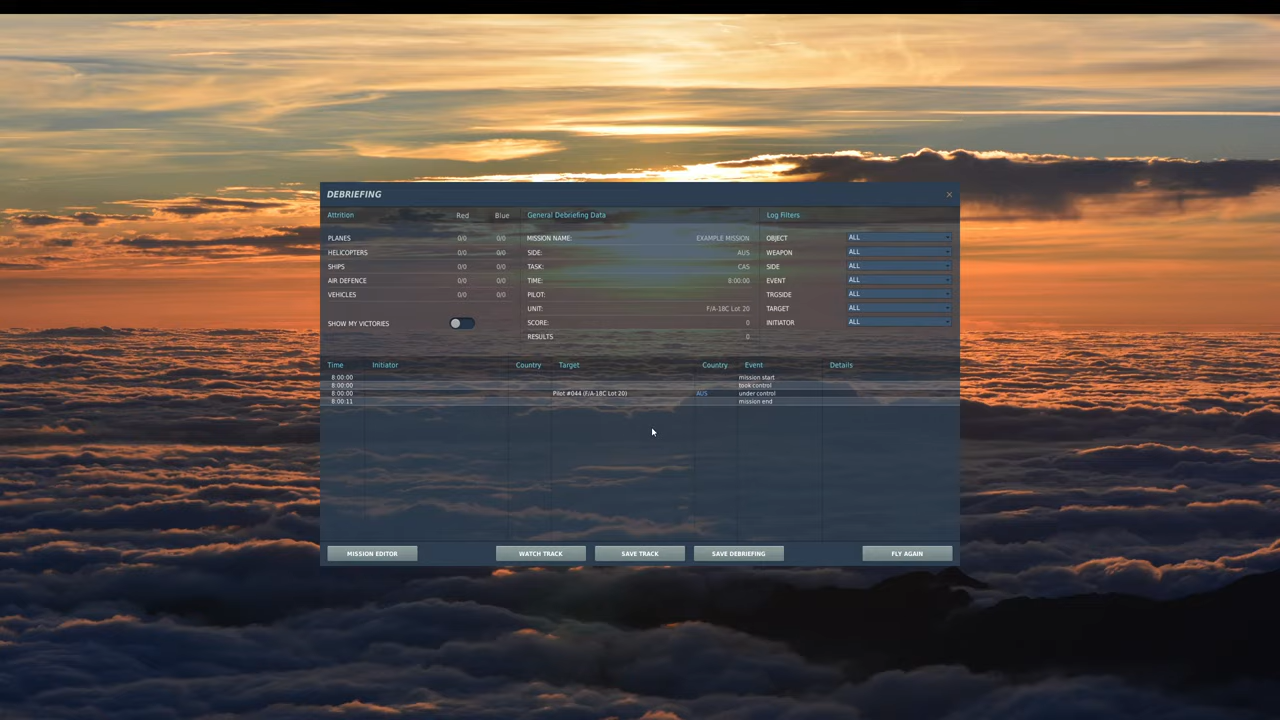 DEBRIEFING ×
Attrition Red Blue General Debriefing Data Log Filters
PLANES 0/0 0/0 MISSION NAME: EXAMPLE MISSION OBJECT ALL
HELICOPTERS 0/0 0/0 SIDE: AUS WEAPON ALL
SHIPS 0/0 0/0 TASK: CAS SIDE ALL
AIR DEFENCE 0/0 0/0 TIME: 8:00:00 EVENT ALL
VEHICLES 0/0 0/0 PILOT: TRGSIDE ALL
UNIT: F/A-18C Lot 20 TARGET ALL
SHOW MY VICTORIES SCORE: 0 INITIATOR ALL
RESULTS 0
Time Initiator Country Target Country Event Details
8:00:00 mission start
8:00:00 took control
8:00:00 Pilot #044 (F/A-18C Lot 20) AUS under control
8:00:11 mission end
MISSION EDITOR WATCH TRACK SAVE TRACK SAVE DEBRIEFING FLY AGAIN